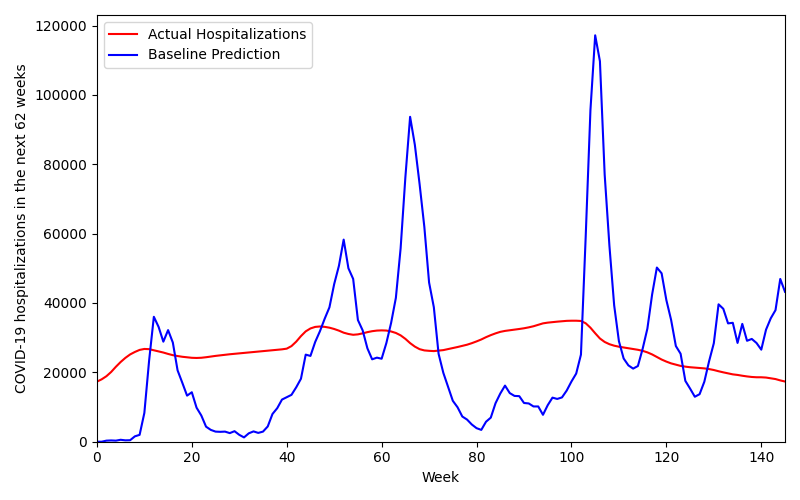 Actual Hospitalizations
Baseline Prediction
COVID-19 hospitalizations in the next 62 weeks
120000
100000
80000
60000
40000
20000
0
0 20 40 60 80 100 120 140
Week